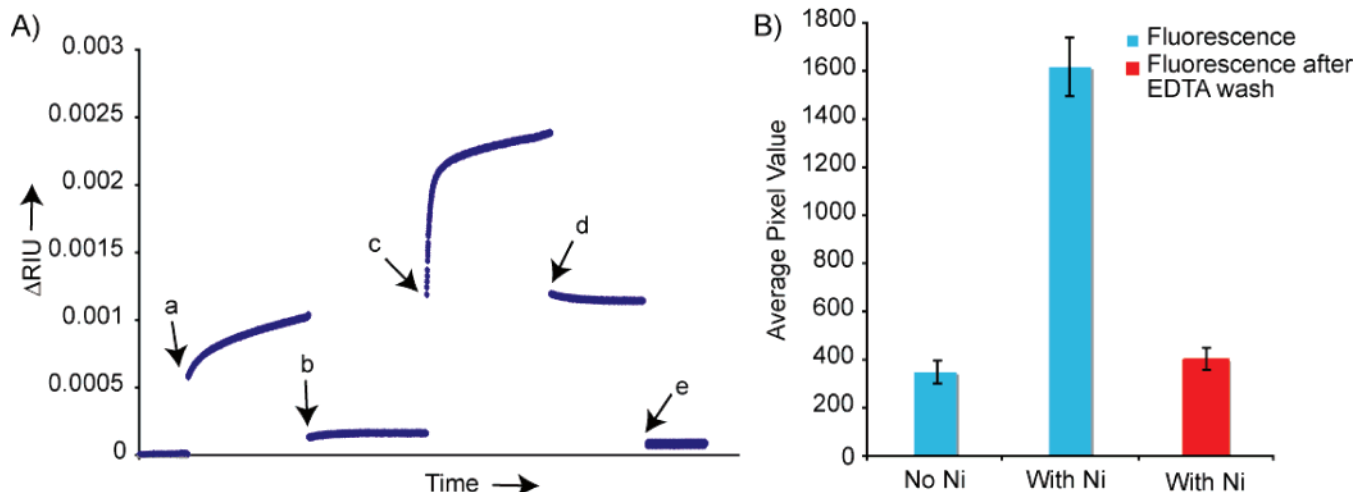 A)
0.003
0.0025
0.002
0.0015
0.001
0.0005
0
ΔRIU
a
b
c
d
e
Time
B)
1800
1600
1400
1200
1000
800
600
400
200
0
Average Pixel Value
Fluorescence
Fluorescence after
EDTA wash
No Ni
With Ni
With Ni